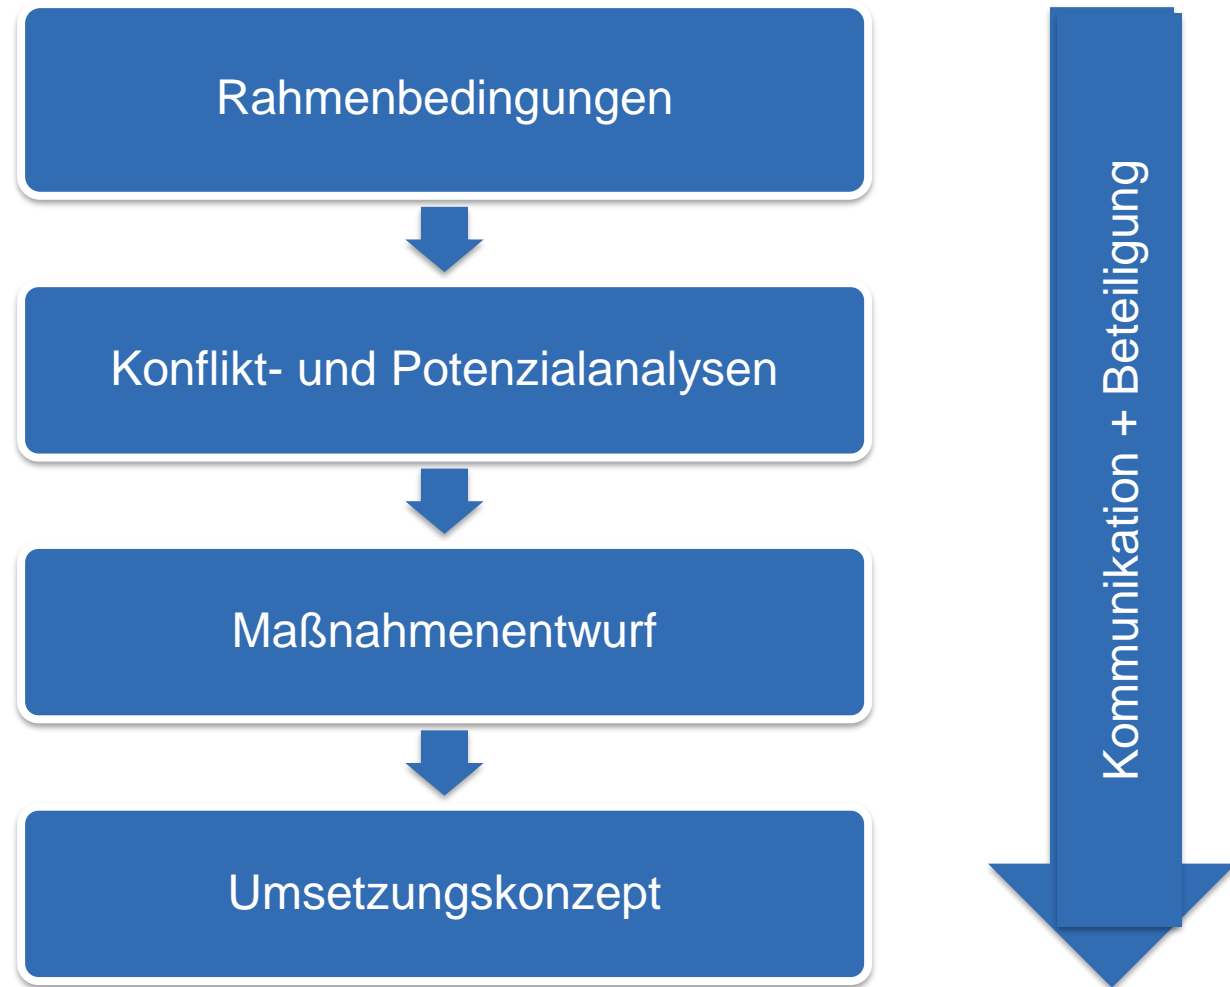 Rahmenbedingungen
Konflikt- und Potenzialanalysen
Maßnahmenentwurf
Umsetzungskonzept
Kommunikation + Beteiligung